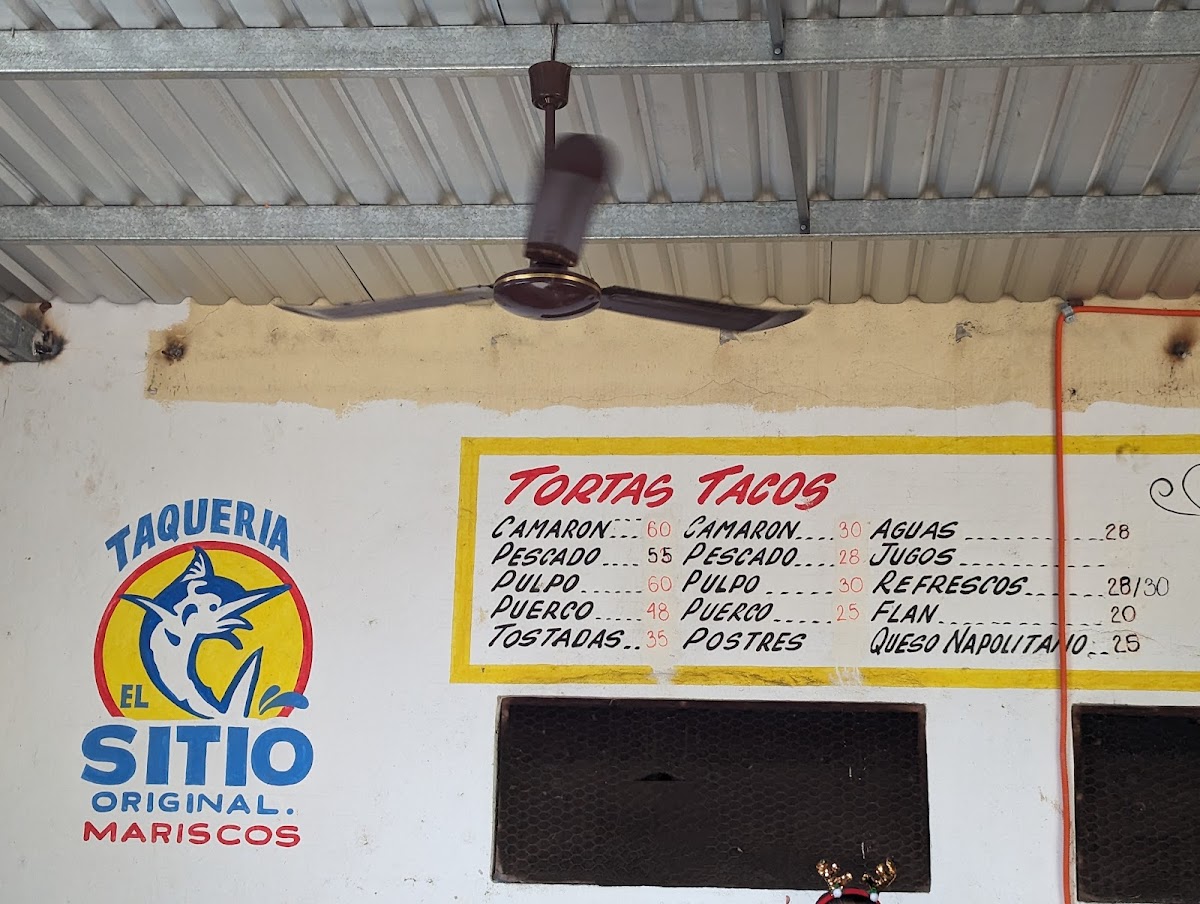 TAQUERIA
EL
SITIO
ORIGINAL.
MARISCOS
TORTAS TACOS
CAMARON---60 CAMARON....30 AGUAS ..............28
PESCADO....55 PESCADO....28 JUGOS ..............
PULPO ......60 PULPO ......30 REFRESCOS........28/30
PUERCO.....48 PUERCO.....25 FLAN ..............20
TOSTADAS..35 POSTRES QUESO NAPOLITANO..25